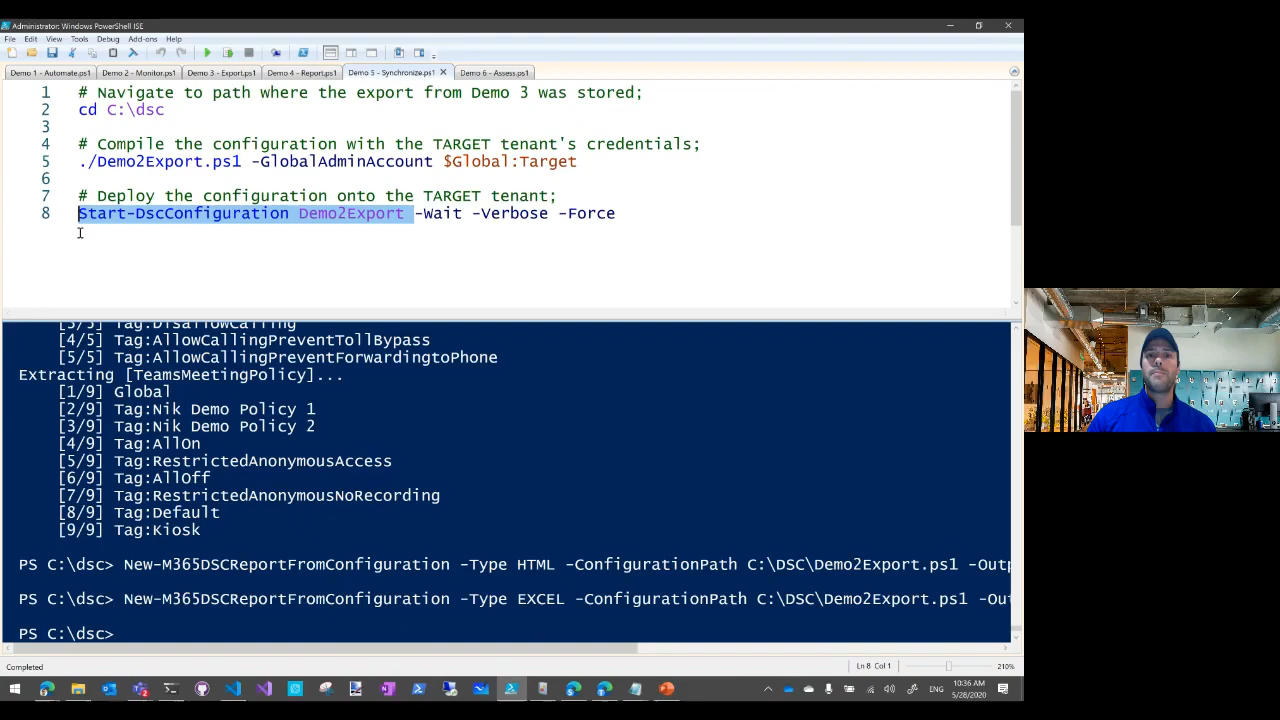 Administrator: Windows PowerShell ISE
File Edit View Tools Debug Add-ons Help
Demo 1 - Automate.ps1 Demo 2 - Monitor.ps1 Demo 3 - Export.ps1 Demo 4 - Report.ps1 Demo 5 - Synchronize.ps1 Demo 6 - Assess.ps1
1 # Navigate to path where the export from Demo 3 was stored;
2 cd C:\dsc
3
4 # Compile the configuration with the TARGET tenant's credentials;
5 ./Demo2Export.ps1 -GlobalAdminAccount $Global:Target
6
7 # Deploy the configuration onto the TARGET tenant;
8 Start-DscConfiguration Demo2Export -Wait -Verbose -Force
[3/5] Tag:DisallowCalling
[4/5] Tag:AllowCallingPreventTollBypass
[5/5] Tag:AllowCallingPreventForwardingtoPhone
Extracting [TeamsMeetingPolicy]...
[1/9] Global
[2/9] Tag:Nik Demo Policy 1
[3/9] Tag:Nik Demo Policy 2
[4/9] Tag:AllOn
[5/9] Tag:RestrictedAnonymousAccess
[6/9] Tag:AllOff
[7/9] Tag:RestrictedAnonymousNoRecording
[8/9] Tag:Default
[9/9] Tag:Kiosk
PS C:\dsc> New-M365DSCReportFromConfiguration -Type HTML -ConfigurationPath C:\DSC\Demo2Export.ps1 -Outp
PS C:\dsc> New-M365DSCReportFromConfiguration -Type EXCEL -ConfigurationPath C:\DSC\Demo2Export.ps1 -Ou
PS C:\dsc>
Completed Ln 8 Col 1 210%
ENG 10:36 AM
5/28/2020